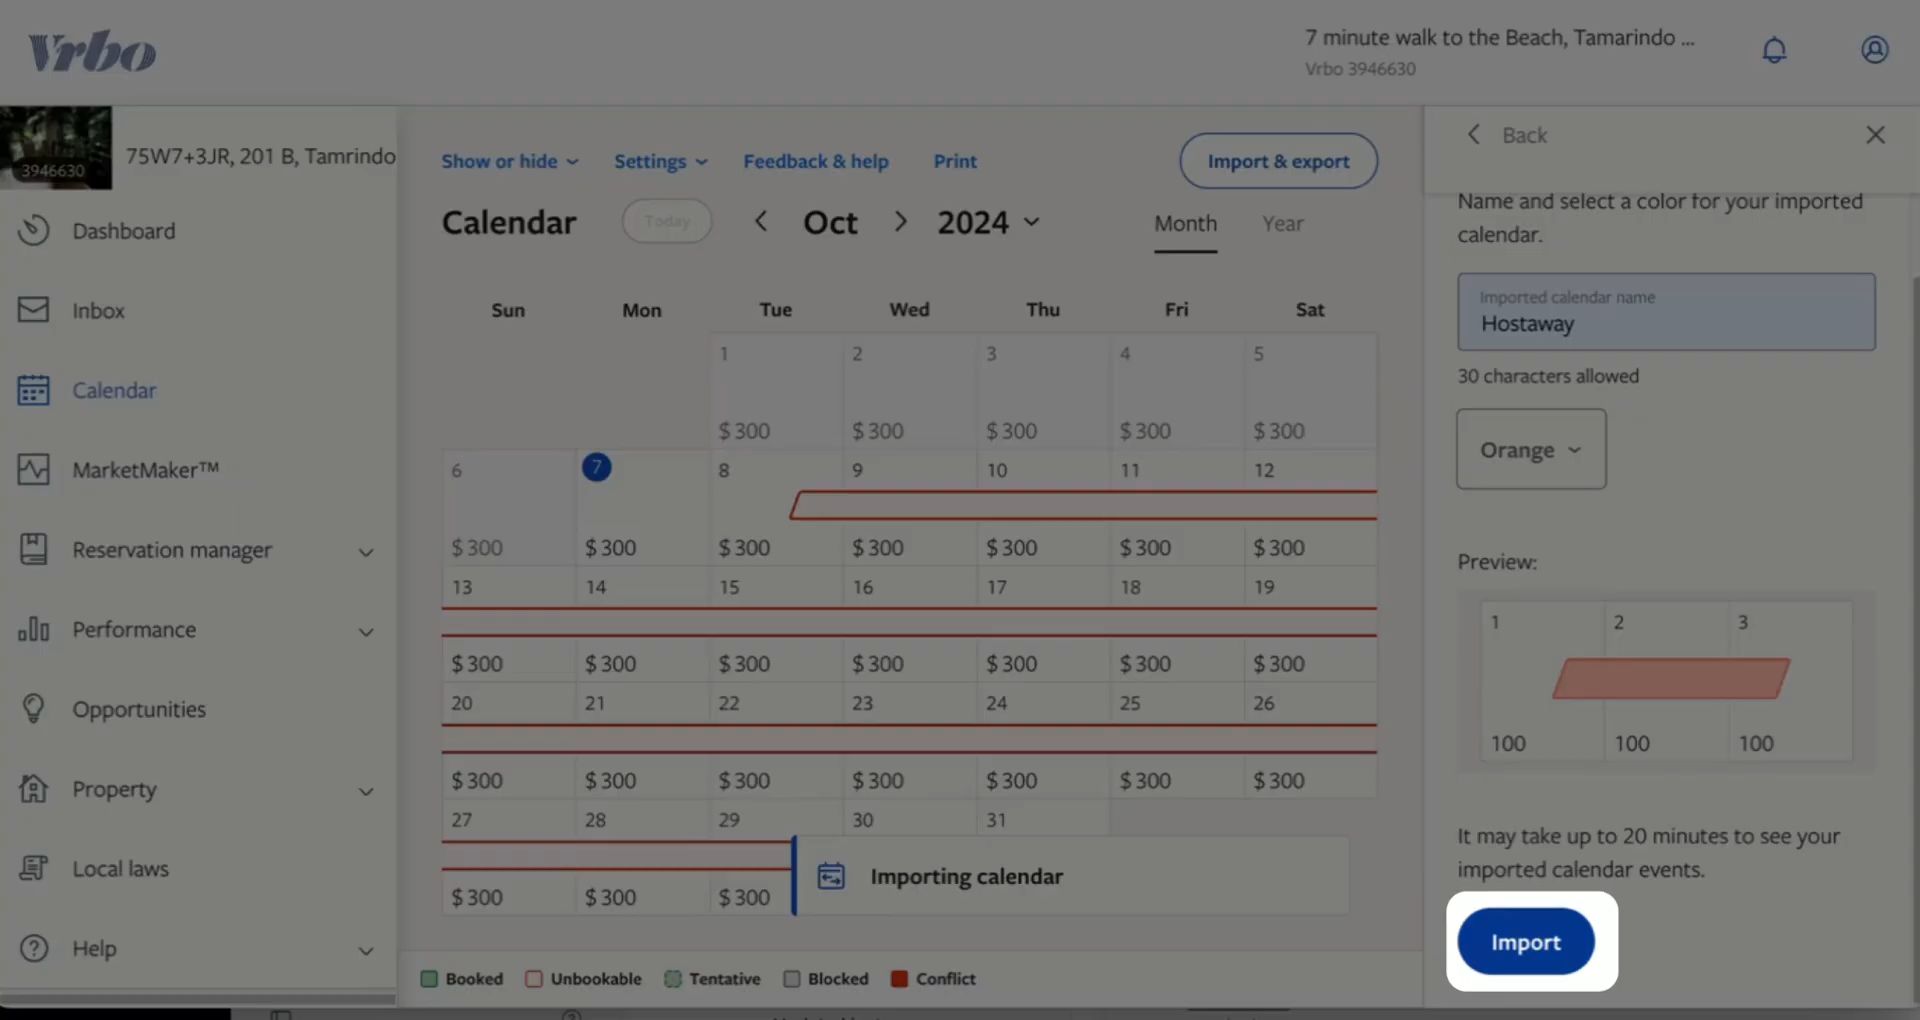 Vrbo
7 minute walk to the Beach, Tamarindo ...
Vrbo 3946630
3946630
75W7+3JR, 201 B, Tamrindo
Dashboard
Inbox
Calendar
MarketMaker™
Reservation manager
Performance
Opportunities
Property
Local laws
Help
Show or hide
Settings
Feedback & help
Print
Import & export
Calendar
Today
Oct
2024
Month
Year
Sun Mon Tue Wed Thu Fri Sat
1 2 3 4 5
$300 $300 $300 $300 $300
6 7 8 9 10 11 12
$300 $300 $300 $300 $300 $300 $300
13 14 15 16 17 18 19
$300 $300 $300 $300 $300 $300 $300
20 21 22 23 24 25 26
$300 $300 $300 $300 $300 $300 $300
27 28 29 30 31
$300 $300 $300
Importing calendar
Booked Unbookable Tentative Blocked Conflict
Back
Name and select a color for your imported
calendar.
Imported calendar name
Hostaway
30 characters allowed
Orange
Preview:
1 2 3
100 100 100
It may take up to 20 minutes to see your
imported calendar events.
Import